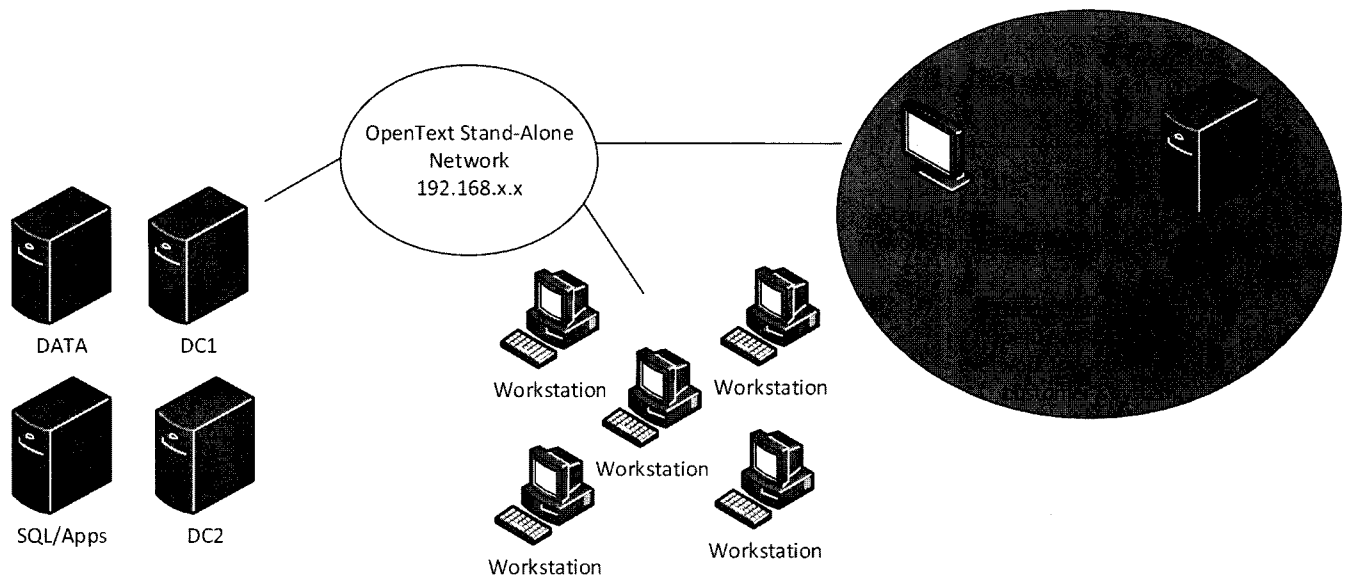 OpenText Stand-Alone
Network
192.168.x.x
DATA
DC1
SQL/Apps
DC2
Workstation
Workstation
Workstation
Workstation
Workstation